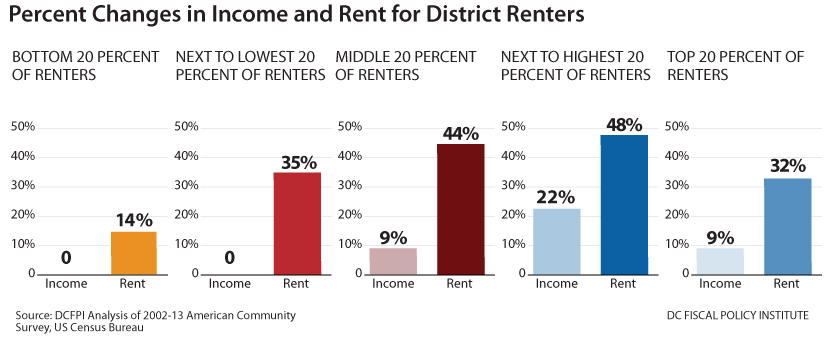 Percent Changes in Income and Rent for District Renters
BOTTOM 20 PERCENT
OF RENTERS
50%
40%
30%
20%
10%
0
0
14%
Income
Rent
NEXT TO LOWEST 20
PERCENT OF RENTERS
50%
40%
30%
20%
10%
0
0
35%
Income
Rent
MIDDLE 20 PERCENT
OF RENTERS
50%
40%
30%
20%
10%
0
9%
44%
Income
Rent
NEXT TO HIGHEST 20
PERCENT OF RENTERS
50%
40%
30%
20%
10%
0
22%
48%
Income
Rent
TOP 20 PERCENT OF
RENTERS
50%
40%
30%
20%
10%
0
9%
32%
Income
Rent
Source: DCFPI Analysis of 2002-13 American Community
Survey, US Census Bureau
DC FISCAL POLICY INSTITUTE